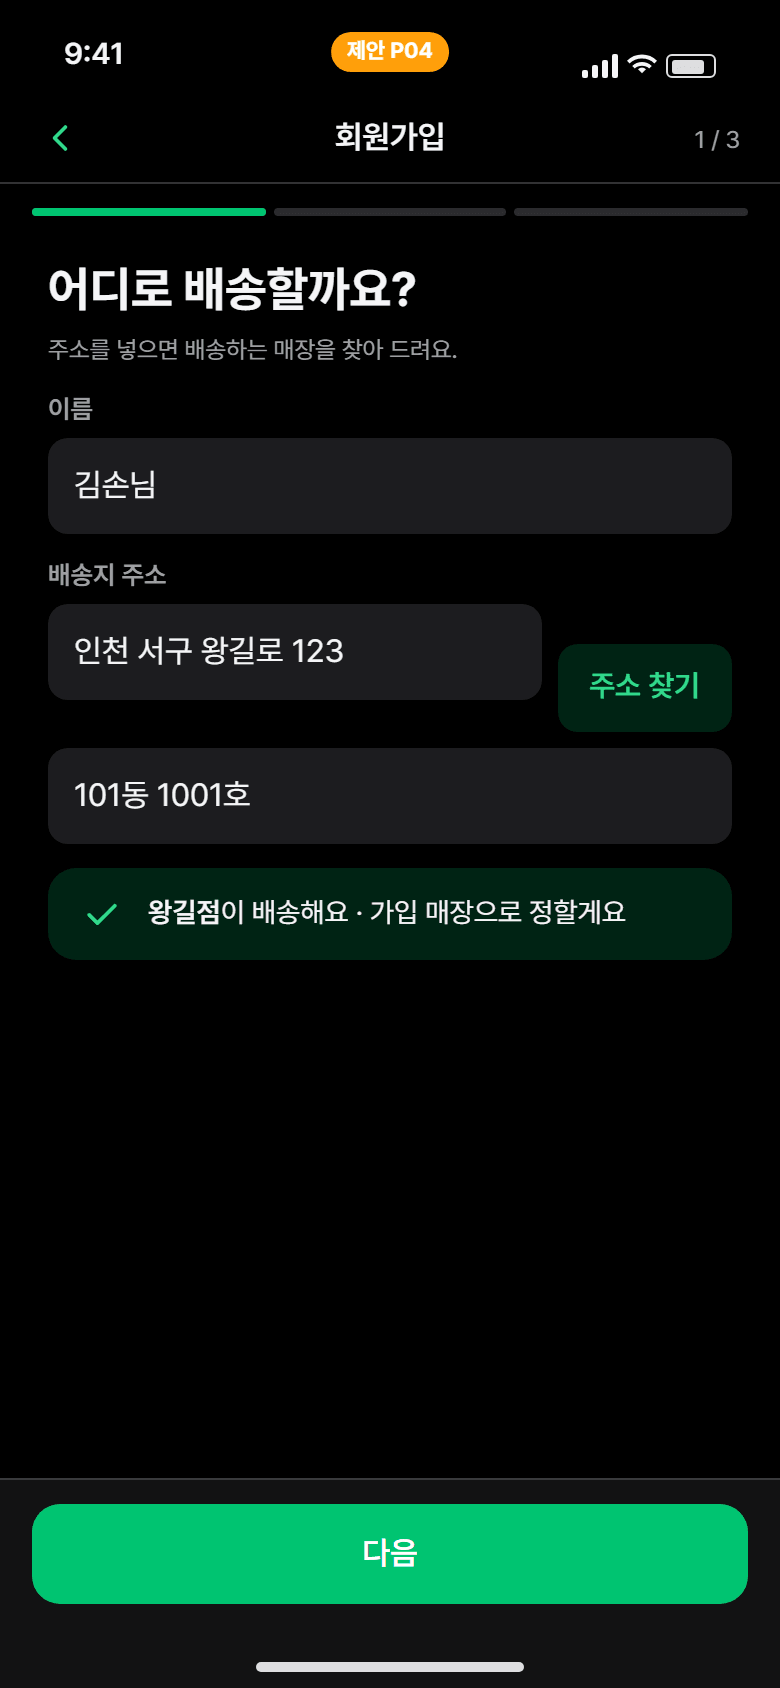 9:41
제안 P04
회원가입
1 / 3
어디로 배송할까요?
주소를 넣으면 배송하는 매장을 찾아 드려요.
이름
김손님
배송지 주소
인천 서구 왕길로 123
주소 찾기
101동 1001호
왕길점이 배송해요 · 가입 매장으로 정할게요
다음